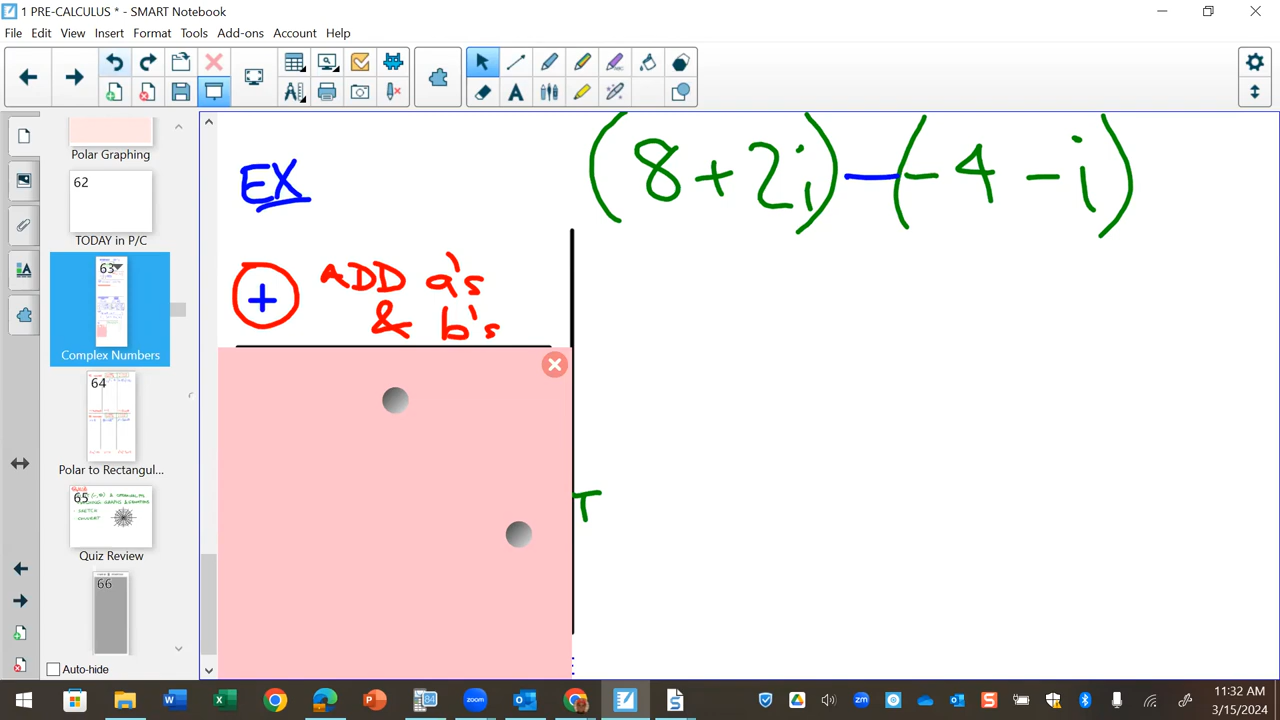 1 PRE-CALCULUS * - SMART Notebook
File Edit View Insert Format Tools Add-ons Account Help
Polar Graphing
62
TODAY in P/C
63
Complex Numbers
64
Polar to Rectangul...
65
Quiz Review
66
Auto-hide
EX
(8+2i)-(-4-i)
+ ADD a's
& b's
T
11:32 AM
3/15/2024